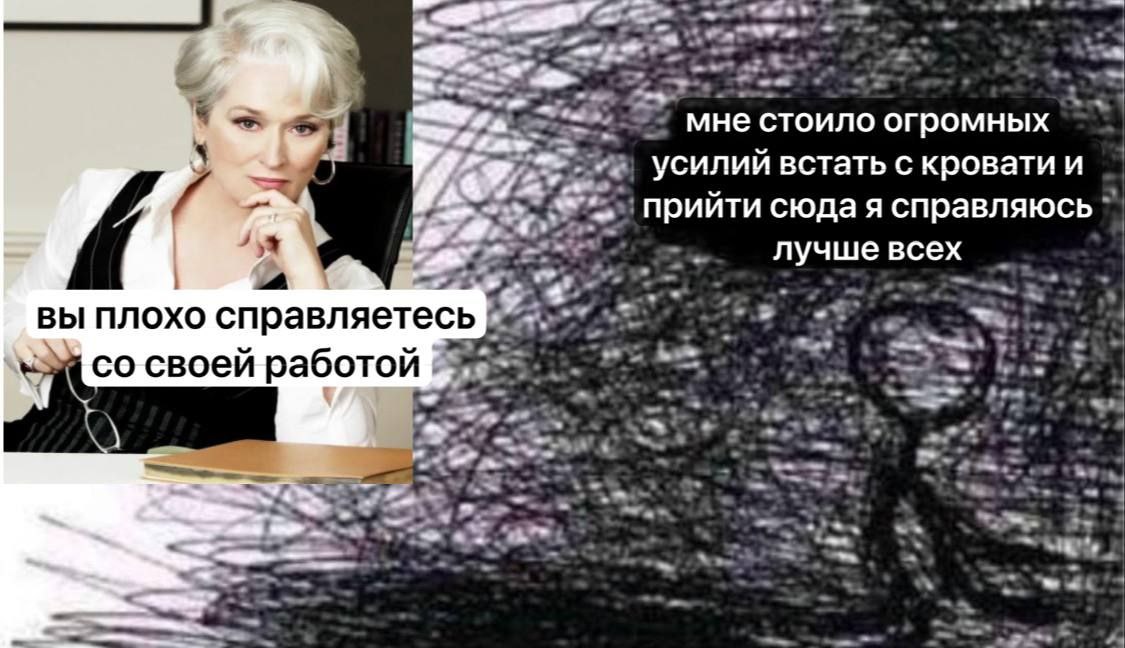 вы плохо справляетесь
со своей работой
мне стоило огромных
усилий встать с кровати и
прийти сюда я справляюсь
лучше всех